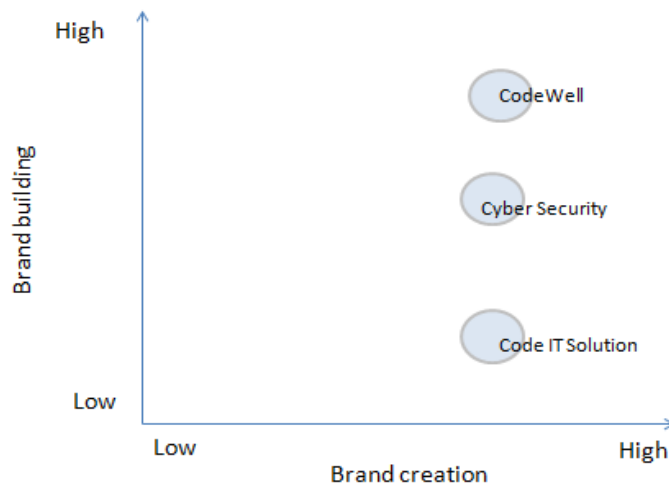 High
CodeWell
Brand building
Cyber Security
Code IT Solution
Low
Low
High
Brand creation